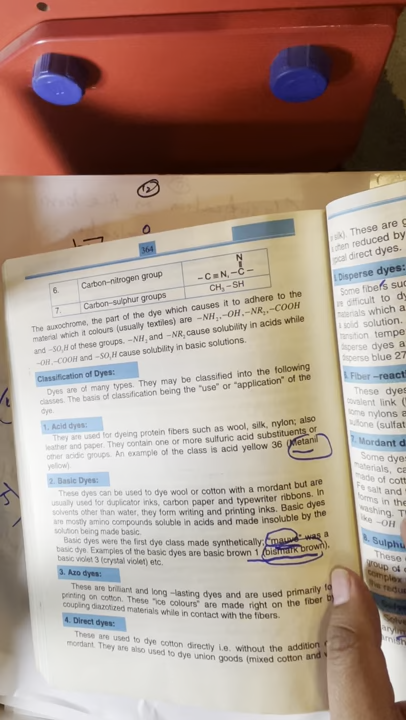 12
364
6. Carbon-nitrogen group
N
–C≡N, –C–
7. Carbon-sulphur groups
CH₃ –SH
The auxochrome, the part of the dye which causes it to adhere to the
material which it colours (usually textiles) are –NH₂, –OH, –NR₂, –COOH
and –SO₃H of these groups. –NH₂ and –NR₂ cause solubility in acids while
–OH, –COOH and –SO₃H cause solubility in basic solutions.
Classification of Dyes:
Dyes are of many types. They may be classified into the following
classes. The basis of classification being the "use" or "application" of the
dye.
1. Acid dyes:
They are used for dyeing protein fibers such as wool, silk, nylon; also
leather and paper. They contain one or more sulfuric acid substituents or
other acidic groups. An example of the class is acid yellow 36 (Metanil
yellow).
2. Basic Dyes:
These dyes can be used to dye wool or cotton with a mordant but are
usually used for duplicator inks, carbon paper and typewriter ribbons. In
solvents other than water, they form writing and printing inks. Basic dyes
are mostly amino compounds soluble in acids and made insoluble by the
solution being made basic.
Basic dyes were the first dye class made synthetically; "mauve" was a
basic dye. Examples of the basic dyes are basic brown 1 (bismark brown),
basic violet 3 (crystal violet) etc.
3. Azo dyes:
These are brilliant and long –lasting dyes and are used primarily fo
printing on cotton. These "ice colours" are made right on the fiber b
coupling diazotized materials while in contact with the fibers.
4. Direct dyes:
These are used to dye cotton directly i.e. without the addition
mordant. They are also used to dye union goods (mixed cotton and
silk). These are g
often reduced by
direct dyes.
Disperse dyes:
Some fibers suc
difficult to dy
materials which a
solid solution.
tempe
disperse dyes a
disperse blue 27
Fiber –react
These dyes
covalent link (
some nylons a
(sulfat
7. Mordant d
Some dyes
materials, ca
made of cott
Fe salt and
forms in the
washing. T
like –OH
8. Sulphu
These
group of
complex